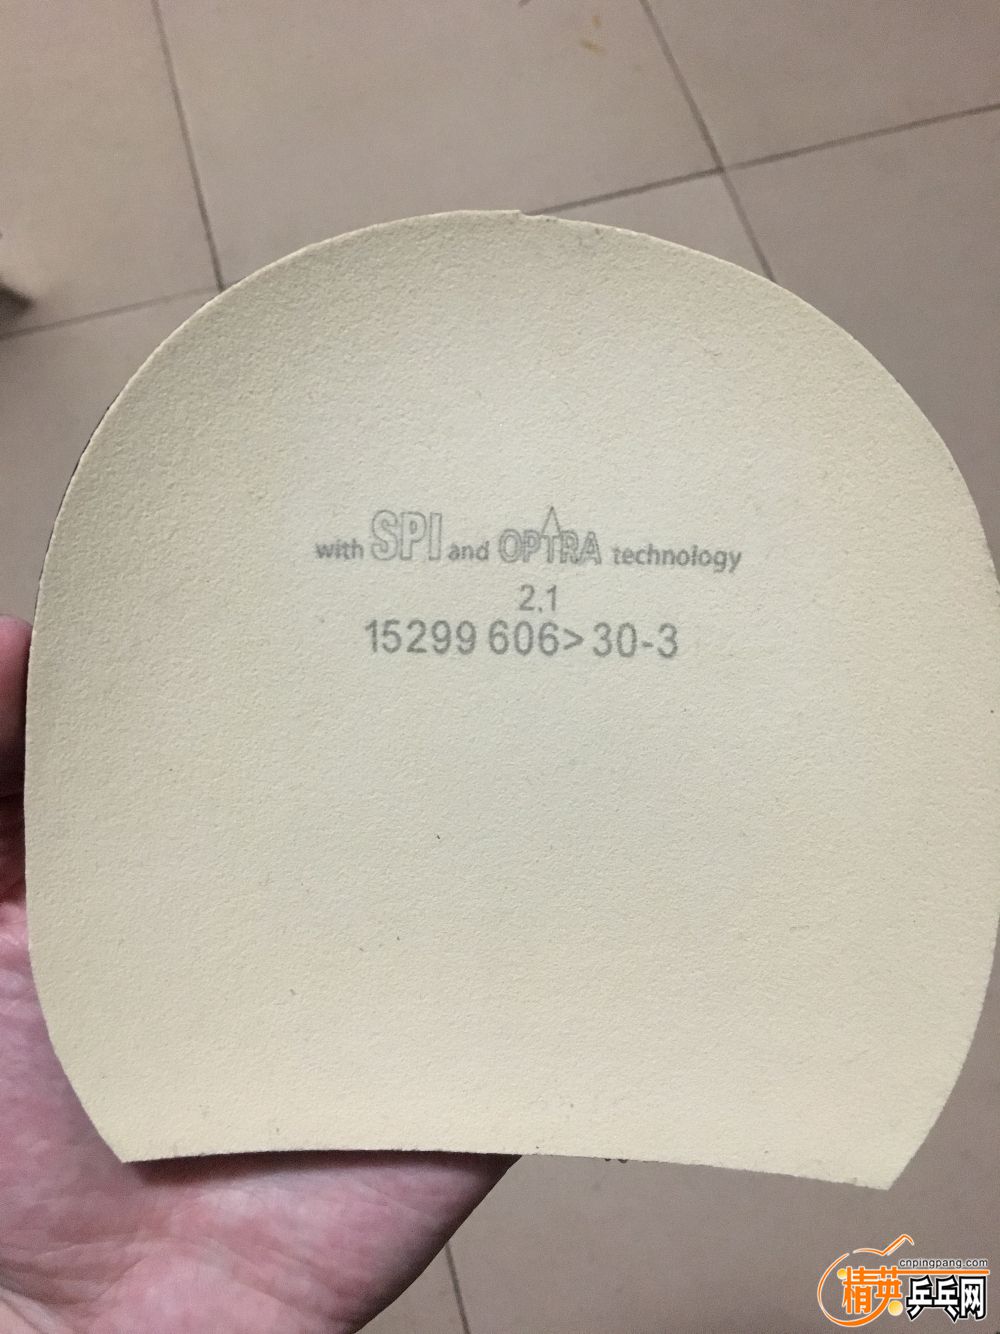 with SPI and OPTRA technology
2.1
15299 606> 30-3
cnpingpang.com
精英乒乓网